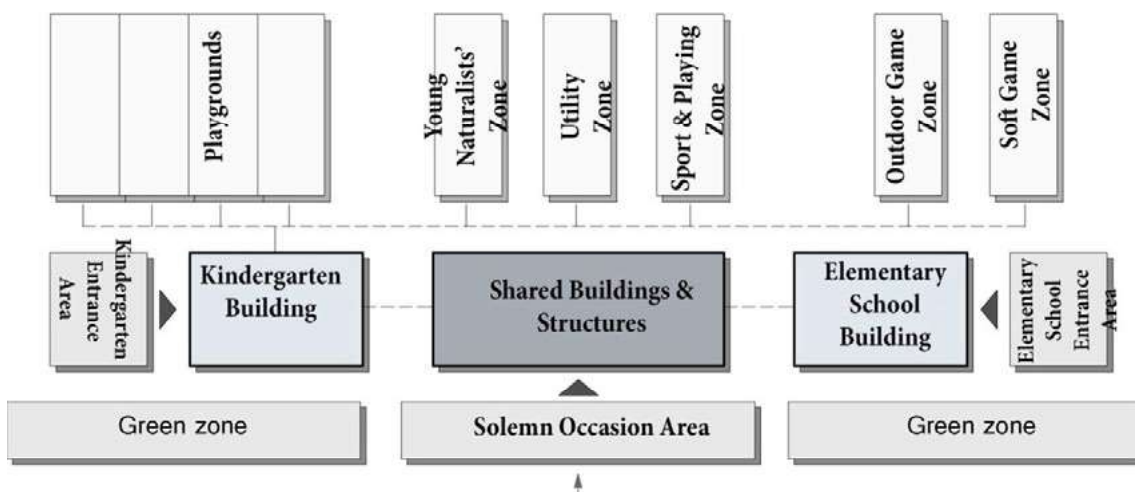 Playgrounds
Young
Naturalists'
Zone
Utility
Zone
Sport & Playing
Zone
Outdoor Game
Zone
Soft Game
Zone
Kindergarten
Entrance
Area
Kindergarten
Building
Shared Buildings &
Structures
Elementary
School
Building
Elementary
School
Entrance
Area
Green zone
Solemn Occasion Area
Green zone